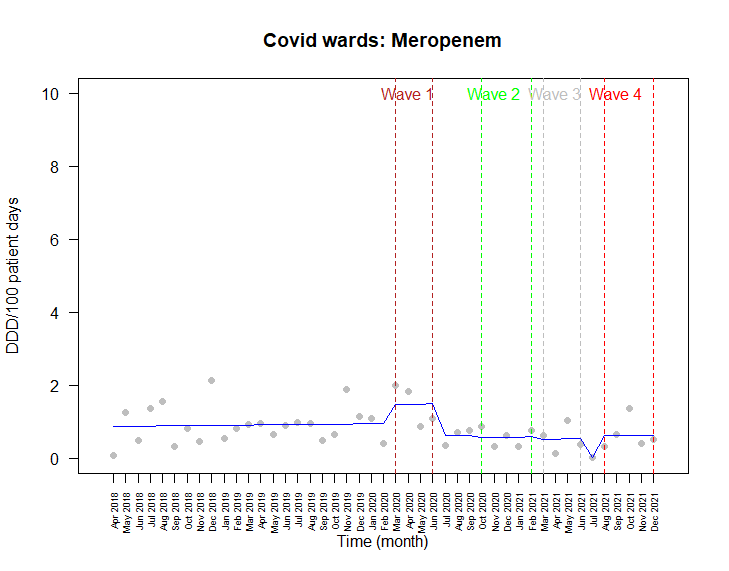 Covid wards: Meropenem
Wave 1 Wave 2 Wave 3 Wave 4
DDD/100 patient days
10
8
6
4
2
0
Apr 2018 May 2018 Jun 2018 Jul 2018 Aug 2018 Sep 2018 Oct 2018 Nov 2018 Dec 2018 Jan 2019 Feb 2019 Mar 2019 Apr 2019 May 2019 Jun 2019 Jul 2019 Aug 2019 Sep 2019 Oct 2019 Nov 2019 Dec 2019 Jan 2020 Feb 2020 Mar 2020 Apr 2020 May 2020 Jun 2020 Jul 2020 Aug 2020 Sep 2020 Oct 2020 Nov 2020 Dec 2020 Jan 2021 Feb 2021 Mar 2021 Apr 2021 May 2021 Jun 2021 Jul 2021 Aug 2021 Sep 2021 Oct 2021 Nov 2021 Dec 2021
Time (month)